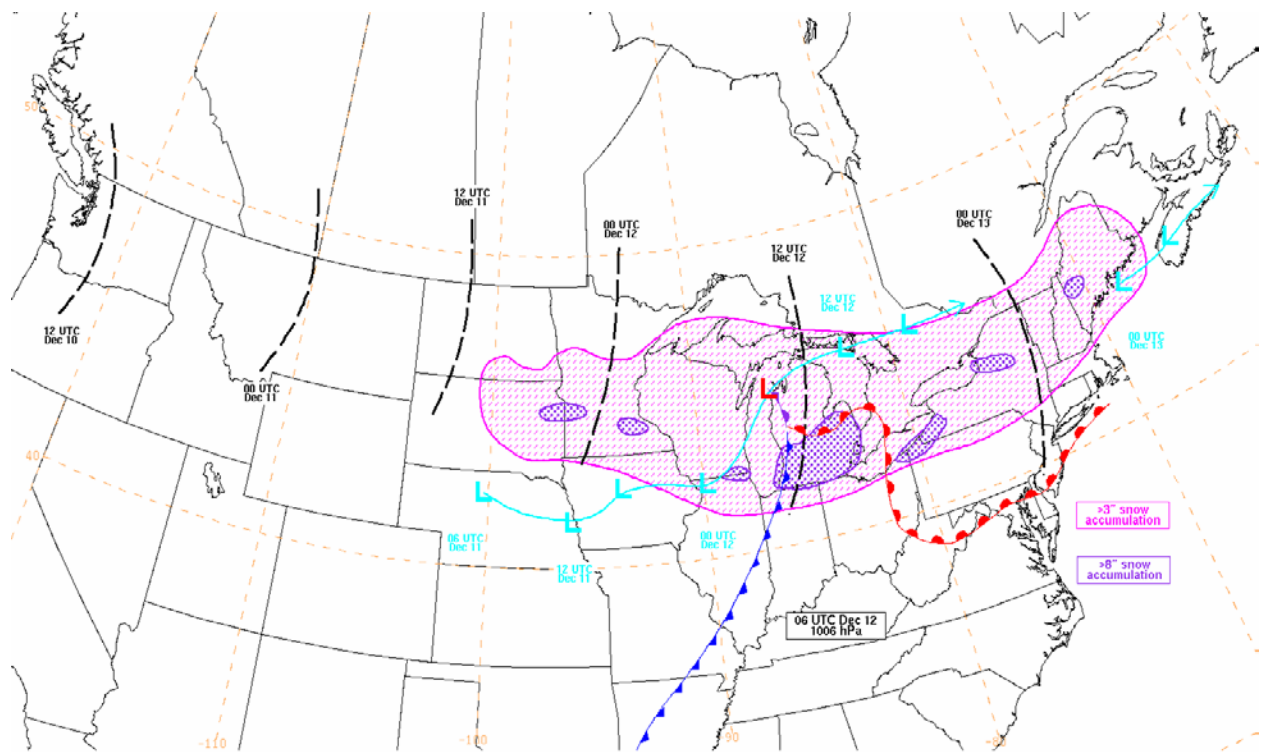 50
12 UTC
Dec 11
00 UTC
Dec 12
00 UTC
Dec 13
12 UTC
Dec 12
12 UTC
Dec 12
12 UTC
Dec 10
00 UTC
Dec 13
00 UTC
Dec 11
40
>3" snow
accumulation
06 UTC
Dec 11
00 UTC
Dec 12
12 UTC
Dec 11
>8" snow
accumulation
06 UTC Dec 12
1006 hPa
-110
-100
-90
-80